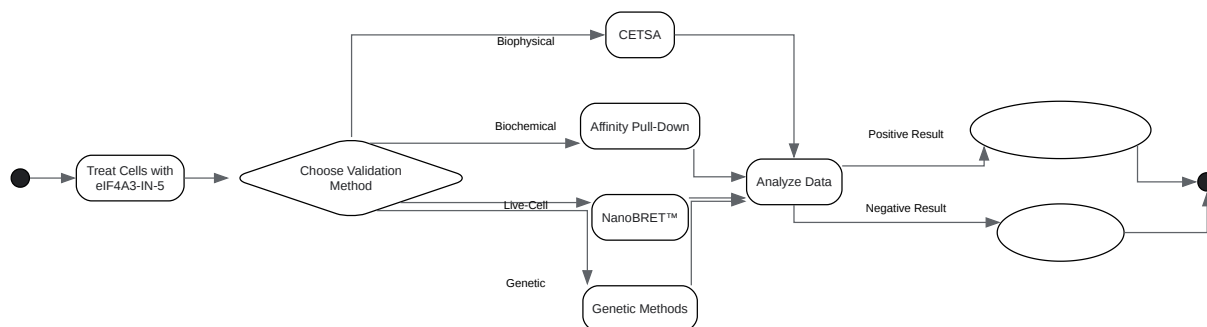 Treat Cells with
eIF4A3-IN-5
Choose Validation
Method
Biophysical
CETSA
Biochemical
Affinity Pull-Down
Live-Cell
NanoBRET™
Genetic
Genetic Methods
Analyze Data
Positive Result
Negative Result